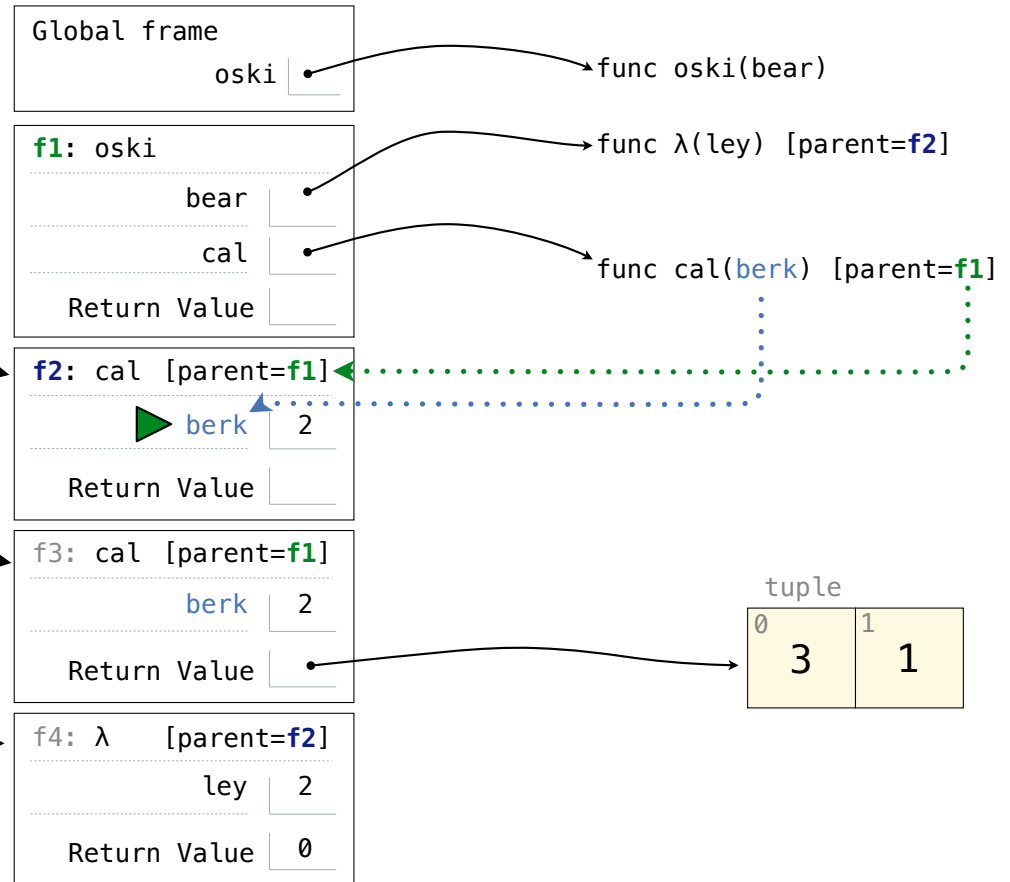 Global frame
oski
func oski(bear)
f1: oski
func λ(ley) [parent=f2]
bear
cal
func cal(berk) [parent=f1]
Return Value
f2: cal [parent=f1]
berk 2
Return Value
f3: cal [parent=f1]
tuple
berk 2
0 1
3 1
Return Value
f4: λ [parent=f2]
ley 2
Return Value 0